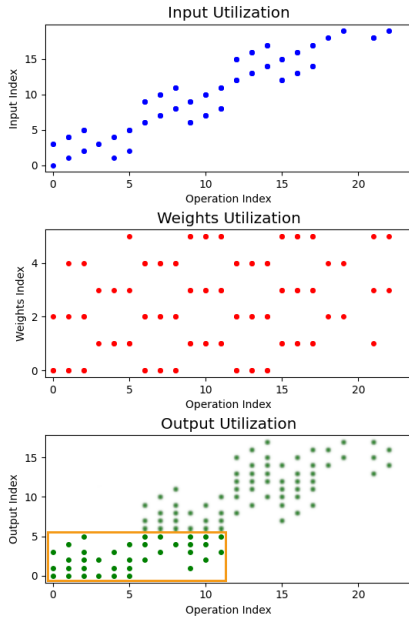 Input Utilization
15
10
5
0
Input Index
0 5 10 15 20
Operation Index
Weights Utilization
4
2
0
Weights Index
0 5 10 15 20
Operation Index
Output Utilization
15
10
5
0
Output Index
0 5 10 15 20
Operation Index